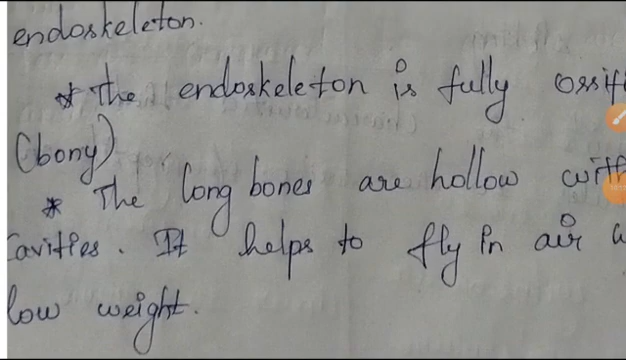 endoskeleton.
* The endoskeleton is fully
(bony)
* The long bones are hollow with
cavities. It helps to fly in air
low weight.